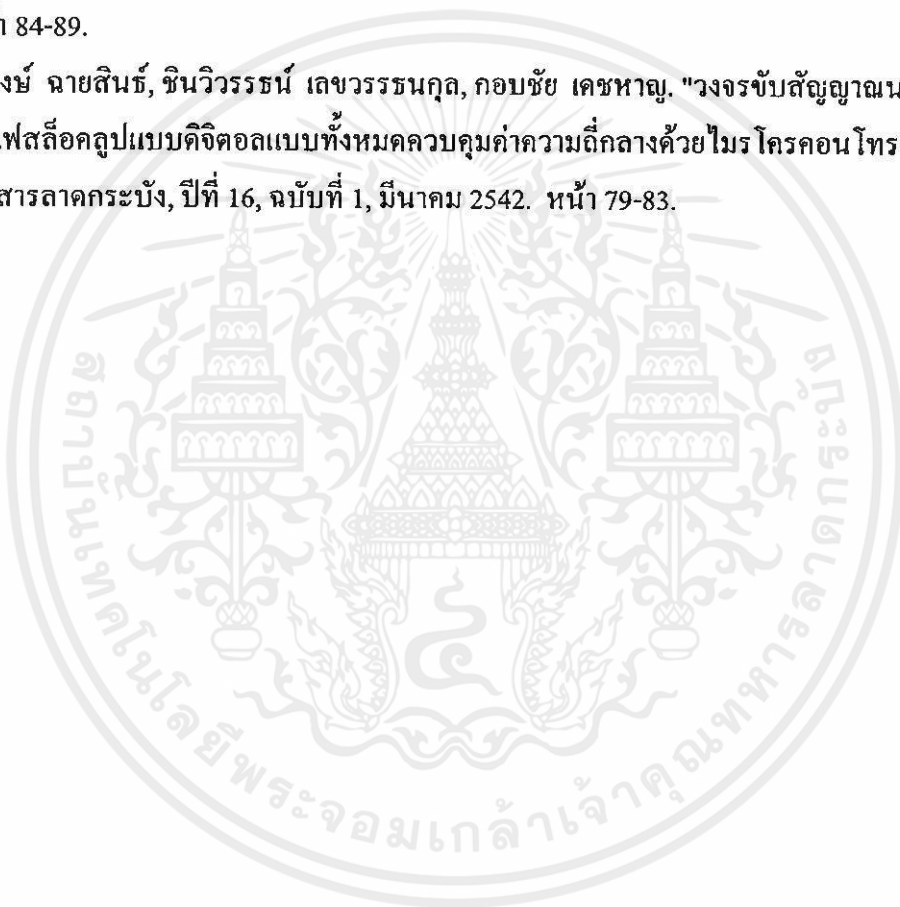 84-89.
งษ์ ฉายสินธ์, ชินวิวรรธน์ เลขวรรธนกุล, กอบชัย เดชหาญ. "วงจรขับสัญญาณน
ฟสล็อคลูปแบบดิจิตอลแบบทั้งหมดควบคุมค่าความถี่กลางด้วยไมรโครคอนโทร
สารลาดกระบัง, ปีที่ 16, ฉบับที่ 1, มีนาคม 2542. หน้า 79-83.
สถาบันเทคโนโลยีพระจอมเกล้าเจ้าคุณทหารลาดกระบัง